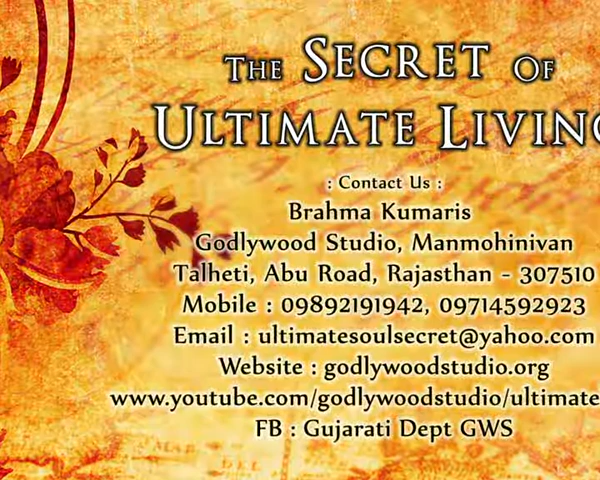 The Secret Of
Ultimate Living
: Contact Us :
Brahma Kumaris
Godlywood Studio, Manmohinivan
Talheti, Abu Road, Rajasthan - 307510
Mobile : 09892191942, 09714592923
Email : ultimatesoulsecret@yahoo.com
Website : godlywoodstudio.org
www.youtube.com/godlywoodstudio/ultimate
FB : Gujarati Dept GWS